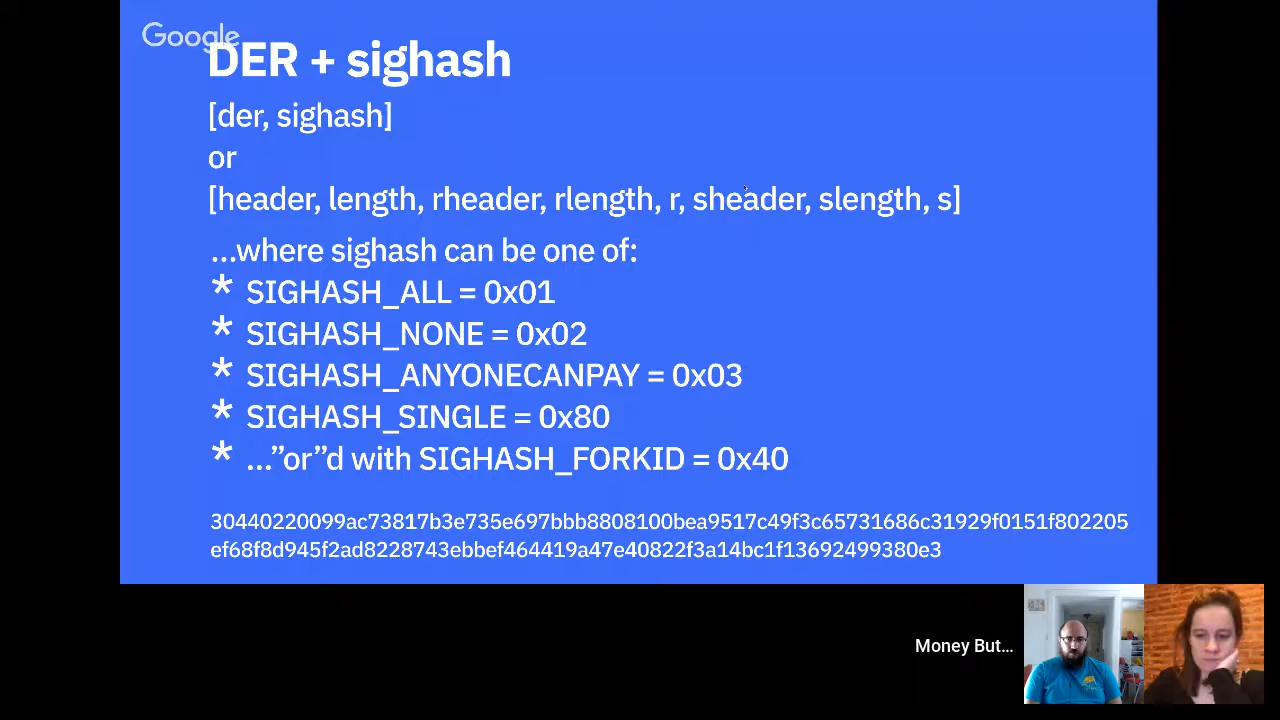 Google
DER + sighash
[der, sighash]
or
[header, length, rheader, rlength, r, sheader, slength, s]
...where sighash can be one of:
* SIGHASH_ALL = 0x01
* SIGHASH_NONE = 0x02
* SIGHASH_ANYONECANPAY = 0x03
* SIGHASH_SINGLE = 0x80
* ...”or”d with SIGHASH_FORKID = 0x40
30440220099ac73817b3e735e697bbb8808100bea9517c49f3c65731686c31929f0151f802205
ef68f8d945f2ad8228743ebbef464419a47e40822f3a14bc1f13692499380e3
Money But...